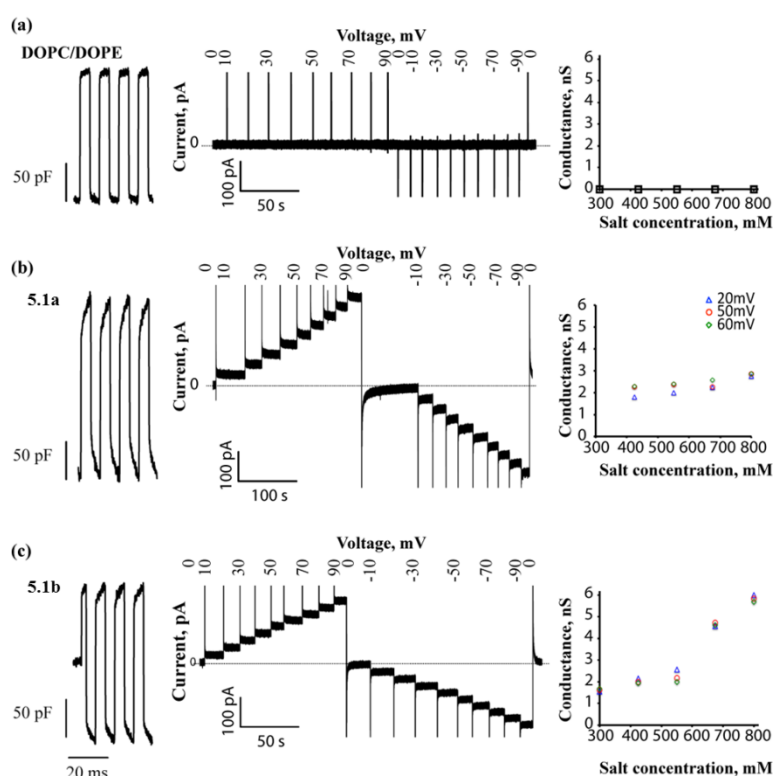 (a)
DOPC/DOPE
50 pF
Voltage, mV
0 10 30 50 70 90 0 -10 -30 -50 -70 -90 0
Current, pA
0
100 pA
50 s
Conductance, nS
6
5
4
3
2
1
0
300 400 500 600 700 800
Salt concentration, mM
(b)
5.1a
50 pF
Voltage, mV
0 10 30 50 70 90 0 -10 -30 -50 -70 -90 0
Current, pA
0
100 pA
100 s
Conductance, nS
6
5
4
3
2
1
0
20mV
50mV
60mV
300 400 500 600 700 800
Salt concentration, mM
(c)
5.1b
50 pF
20 ms
Voltage, mV
0 10 30 50 70 90 0 -10 -30 -50 -70 -90 0
Current, pA
0
100 pA
50 s
Conductance, nS
6
5
4
3
2
1
0
300 400 500 600 700 800
Salt concentration, mM